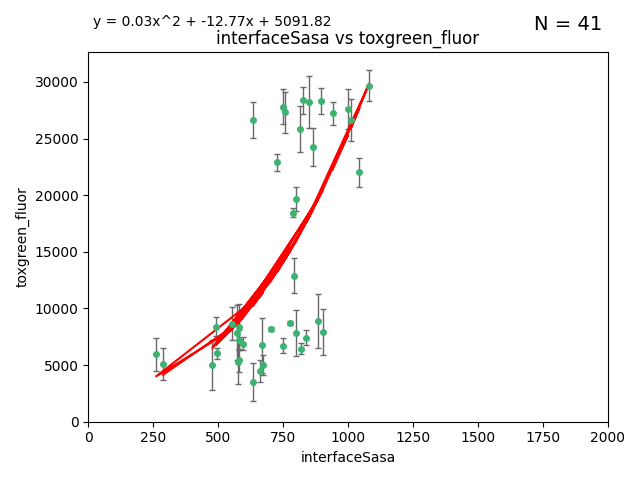 y = 0.03x^2 + -12.77x + 5091.82
N = 41
interfaceSasa vs toxgreen_fluor
toxgreen_fluor
30000
25000
20000
15000
10000
5000
0
0 250 500 750 1000 1250 1500 1750 2000
interfaceSasa